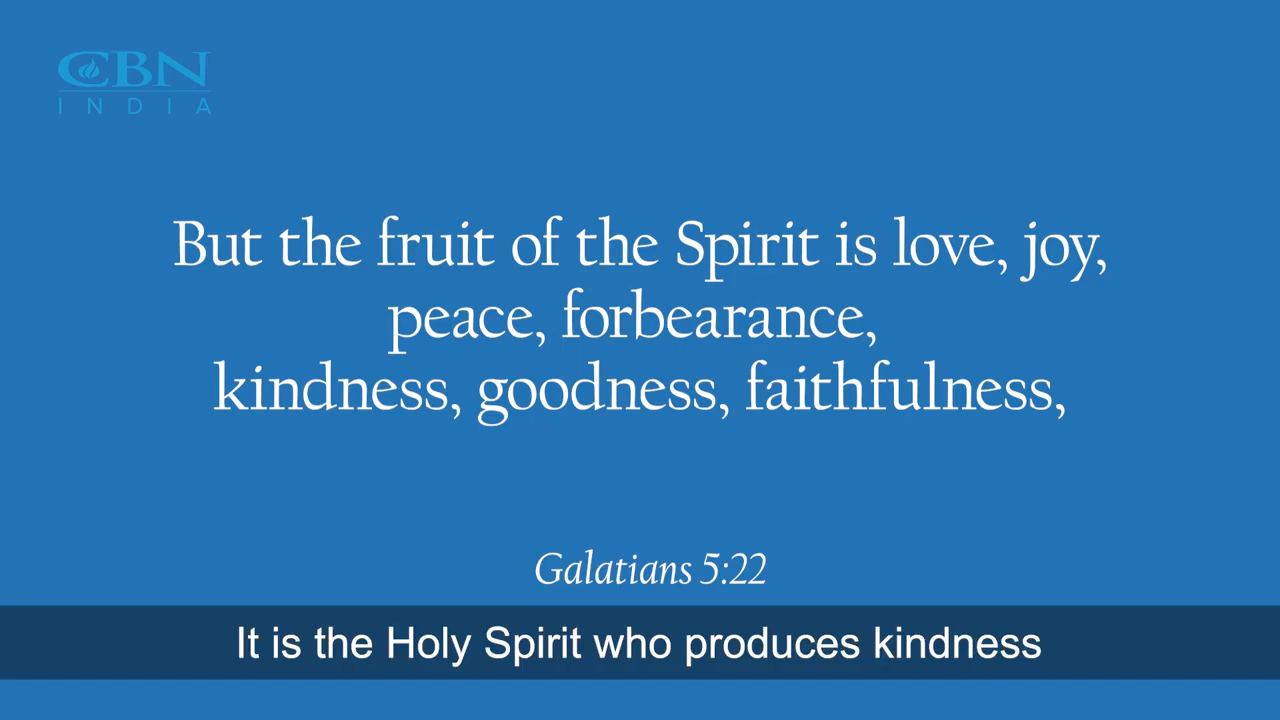 CBN
INDIA
But the fruit of the Spirit is love, joy,
peace, forbearance,
kindness, goodness, faithfulness,
Galatians 5:22
It is the Holy Spirit who produces kindness